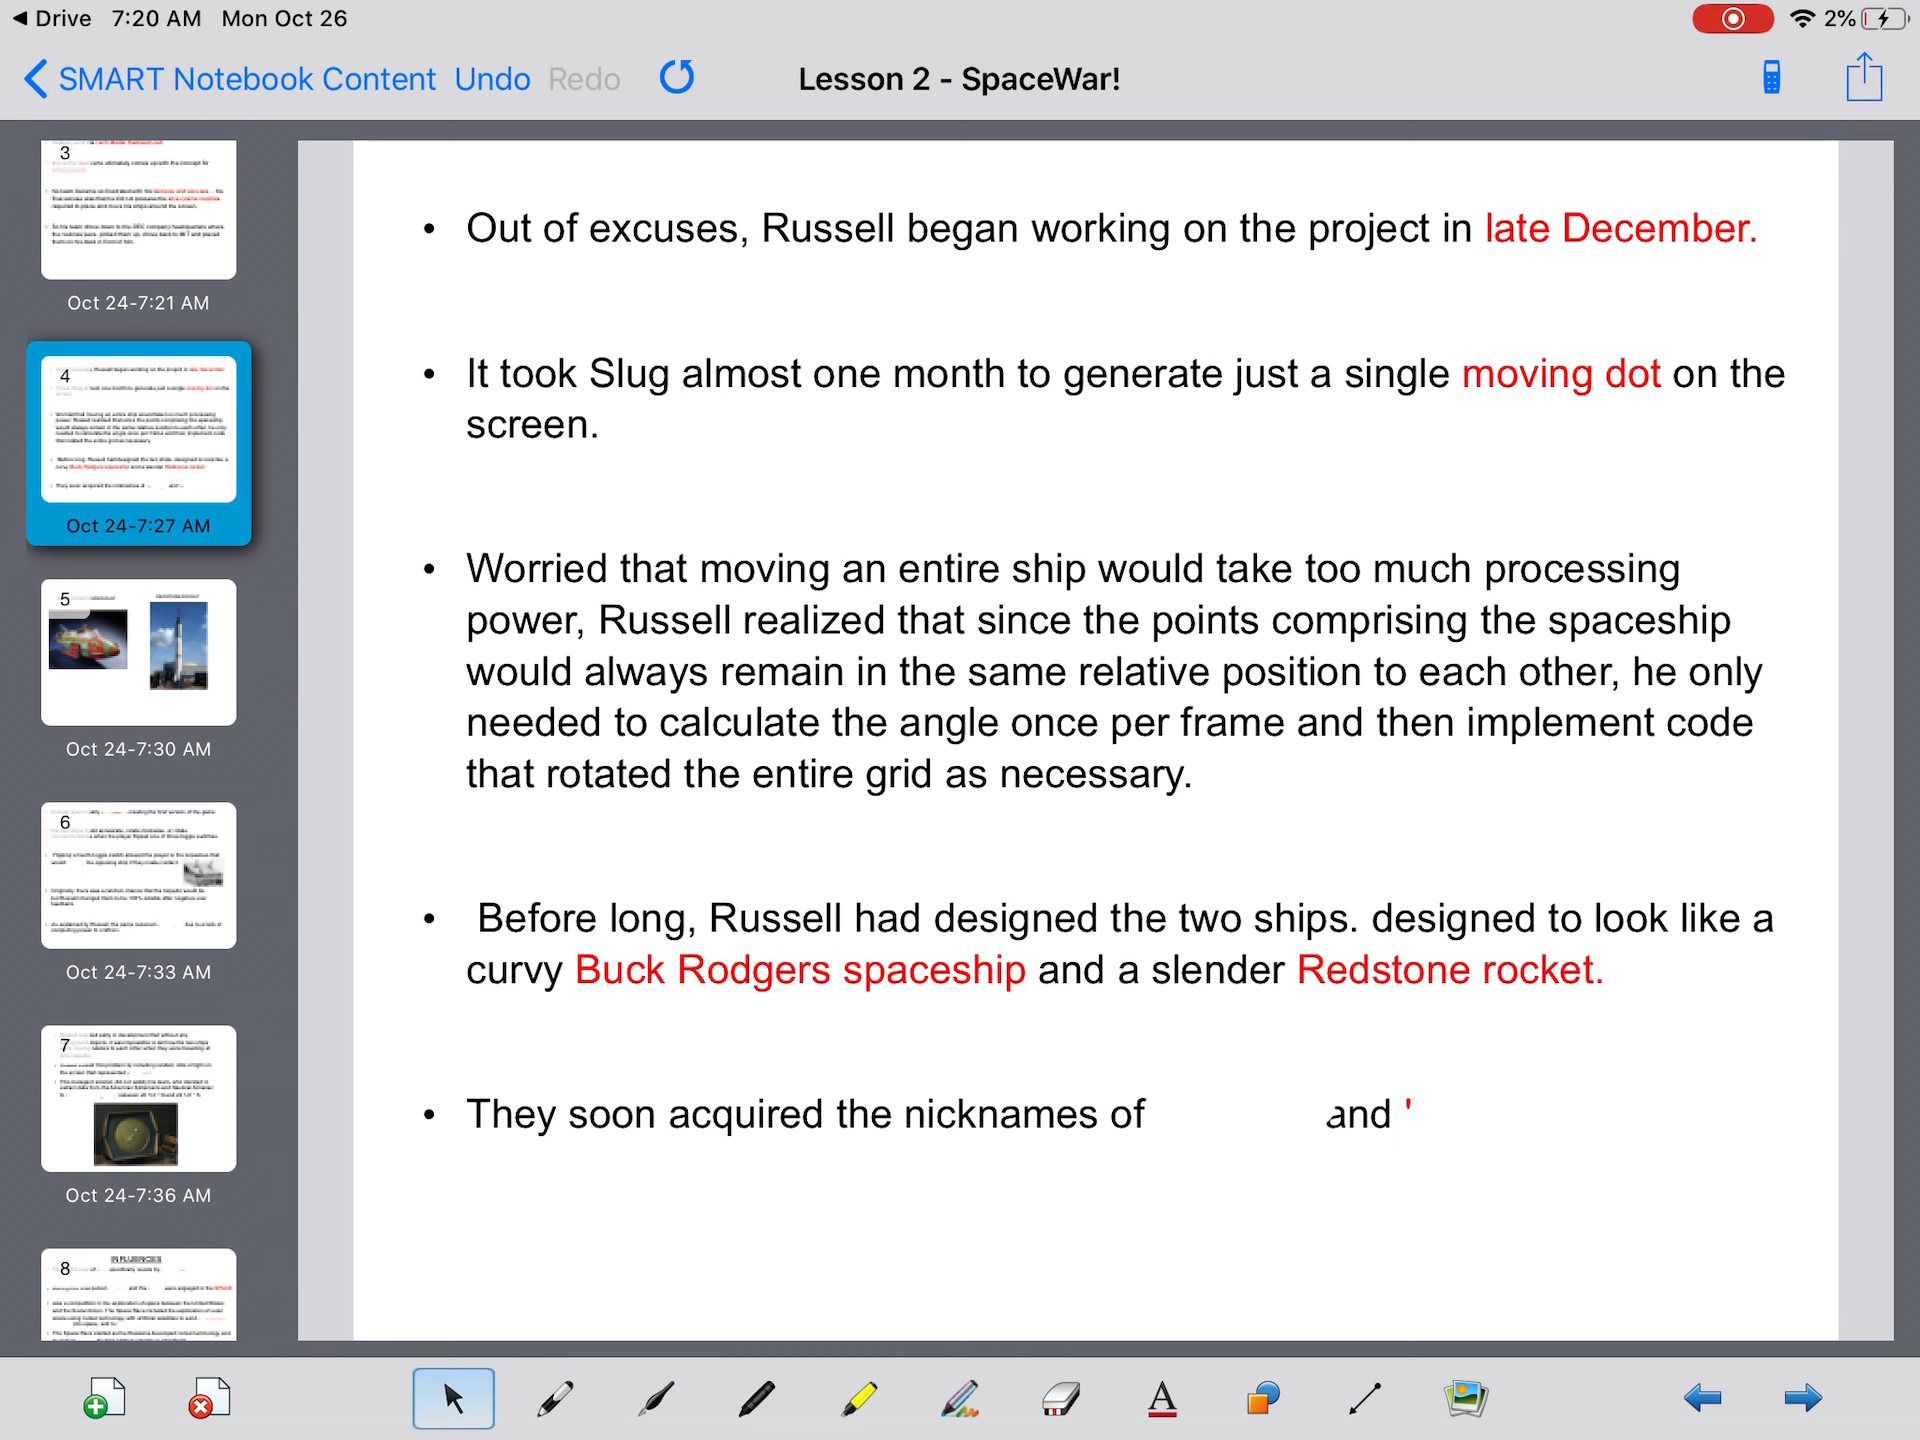 Drive 7:20 AM Mon Oct 26 2%
SMART Notebook Content Undo Redo Lesson 2 - SpaceWar!
3
Oct 24-7:21 AM
4
Oct 24-7:27 AM
5
Oct 24-7:30 AM
6
Oct 24-7:33 AM
7
Oct 24-7:36 AM
8
INFLUENCES
• Out of excuses, Russell began working on the project in late December.
• It took Slug almost one month to generate just a single moving dot on the
screen.
• Worried that moving an entire ship would take too much processing
power, Russell realized that since the points comprising the spaceship
would always remain in the same relative position to each other, he only
needed to calculate the angle once per frame and then implement code
that rotated the entire grid as necessary.
• Before long, Russell had designed the two ships. designed to look like a
curvy Buck Rodgers spaceship and a slender Redstone rocket.
• They soon acquired the nicknames of and '
A